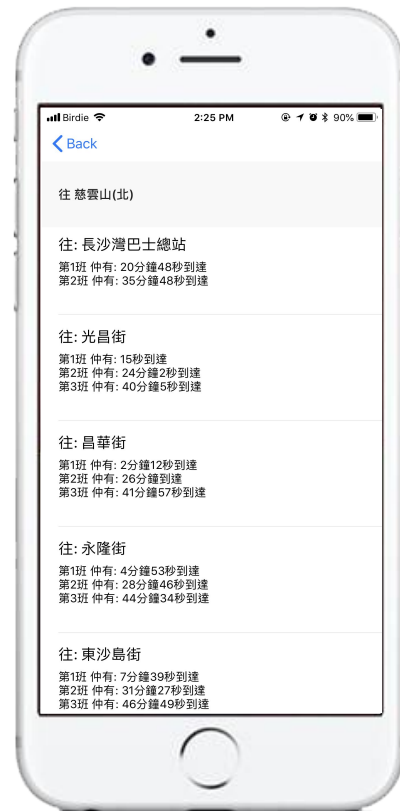 Birdie
2:25 PM
90%
Back
往 慈雲山(北)
往: 長沙灣巴士總站
第1班 仲有: 20分鐘48秒到達
第2班 仲有: 35分鐘48秒到達
往: 光昌街
第1班 仲有: 15秒到達
第2班 仲有: 24分鐘2秒到達
第3班 仲有: 40分鐘5秒到達
往: 昌華街
第1班 仲有: 2分鐘12秒到達
第2班 仲有: 26分鐘到達
第3班 仲有: 41分鐘57秒到達
往: 永隆街
第1班 仲有: 4分鐘53秒到達
第2班 仲有: 28分鐘46秒到達
第3班 仲有: 44分鐘34秒到達
往: 東沙島街
第1班 仲有: 7分鐘39秒到達
第2班 仲有: 31分鐘27秒到達
第3班 仲有: 46分鐘49秒到達